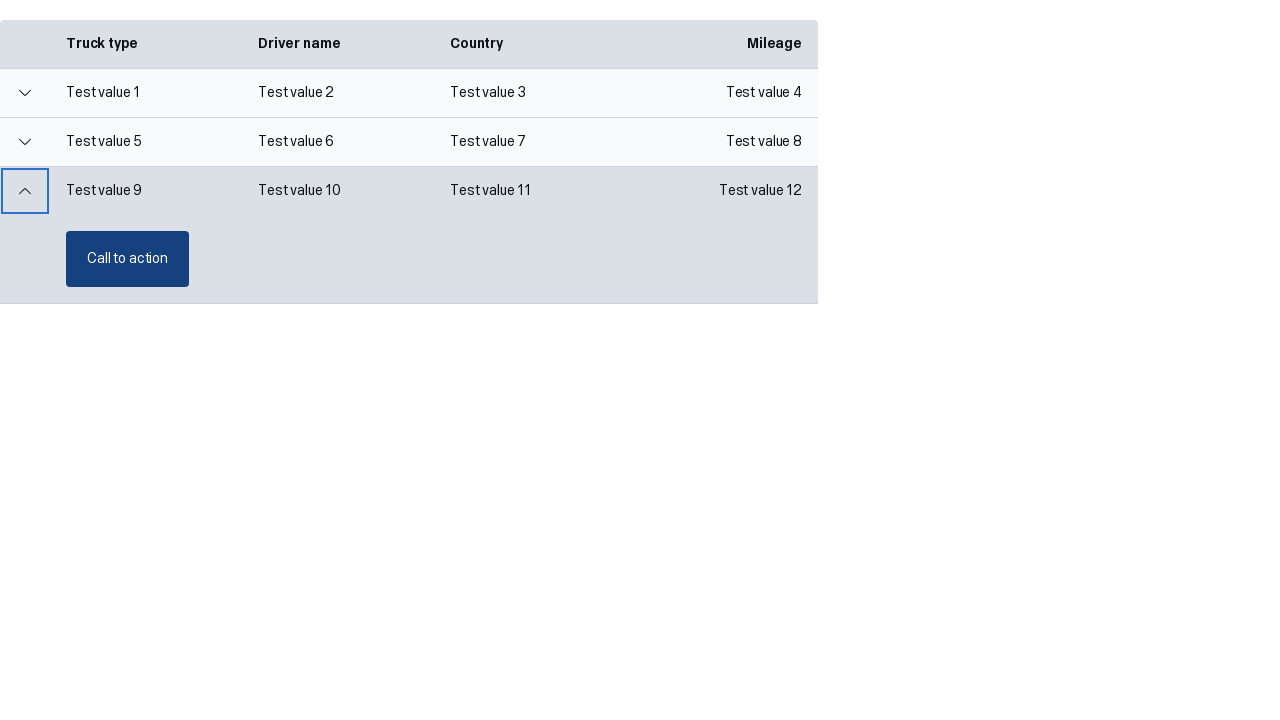 Truck type Driver name Country Mileage
Test value 1 Test value 2 Test value 3 Test value 4
Test value 5 Test value 6 Test value 7 Test value 8
Test value 9 Test value 10 Test value 11 Test value 12
Call to action